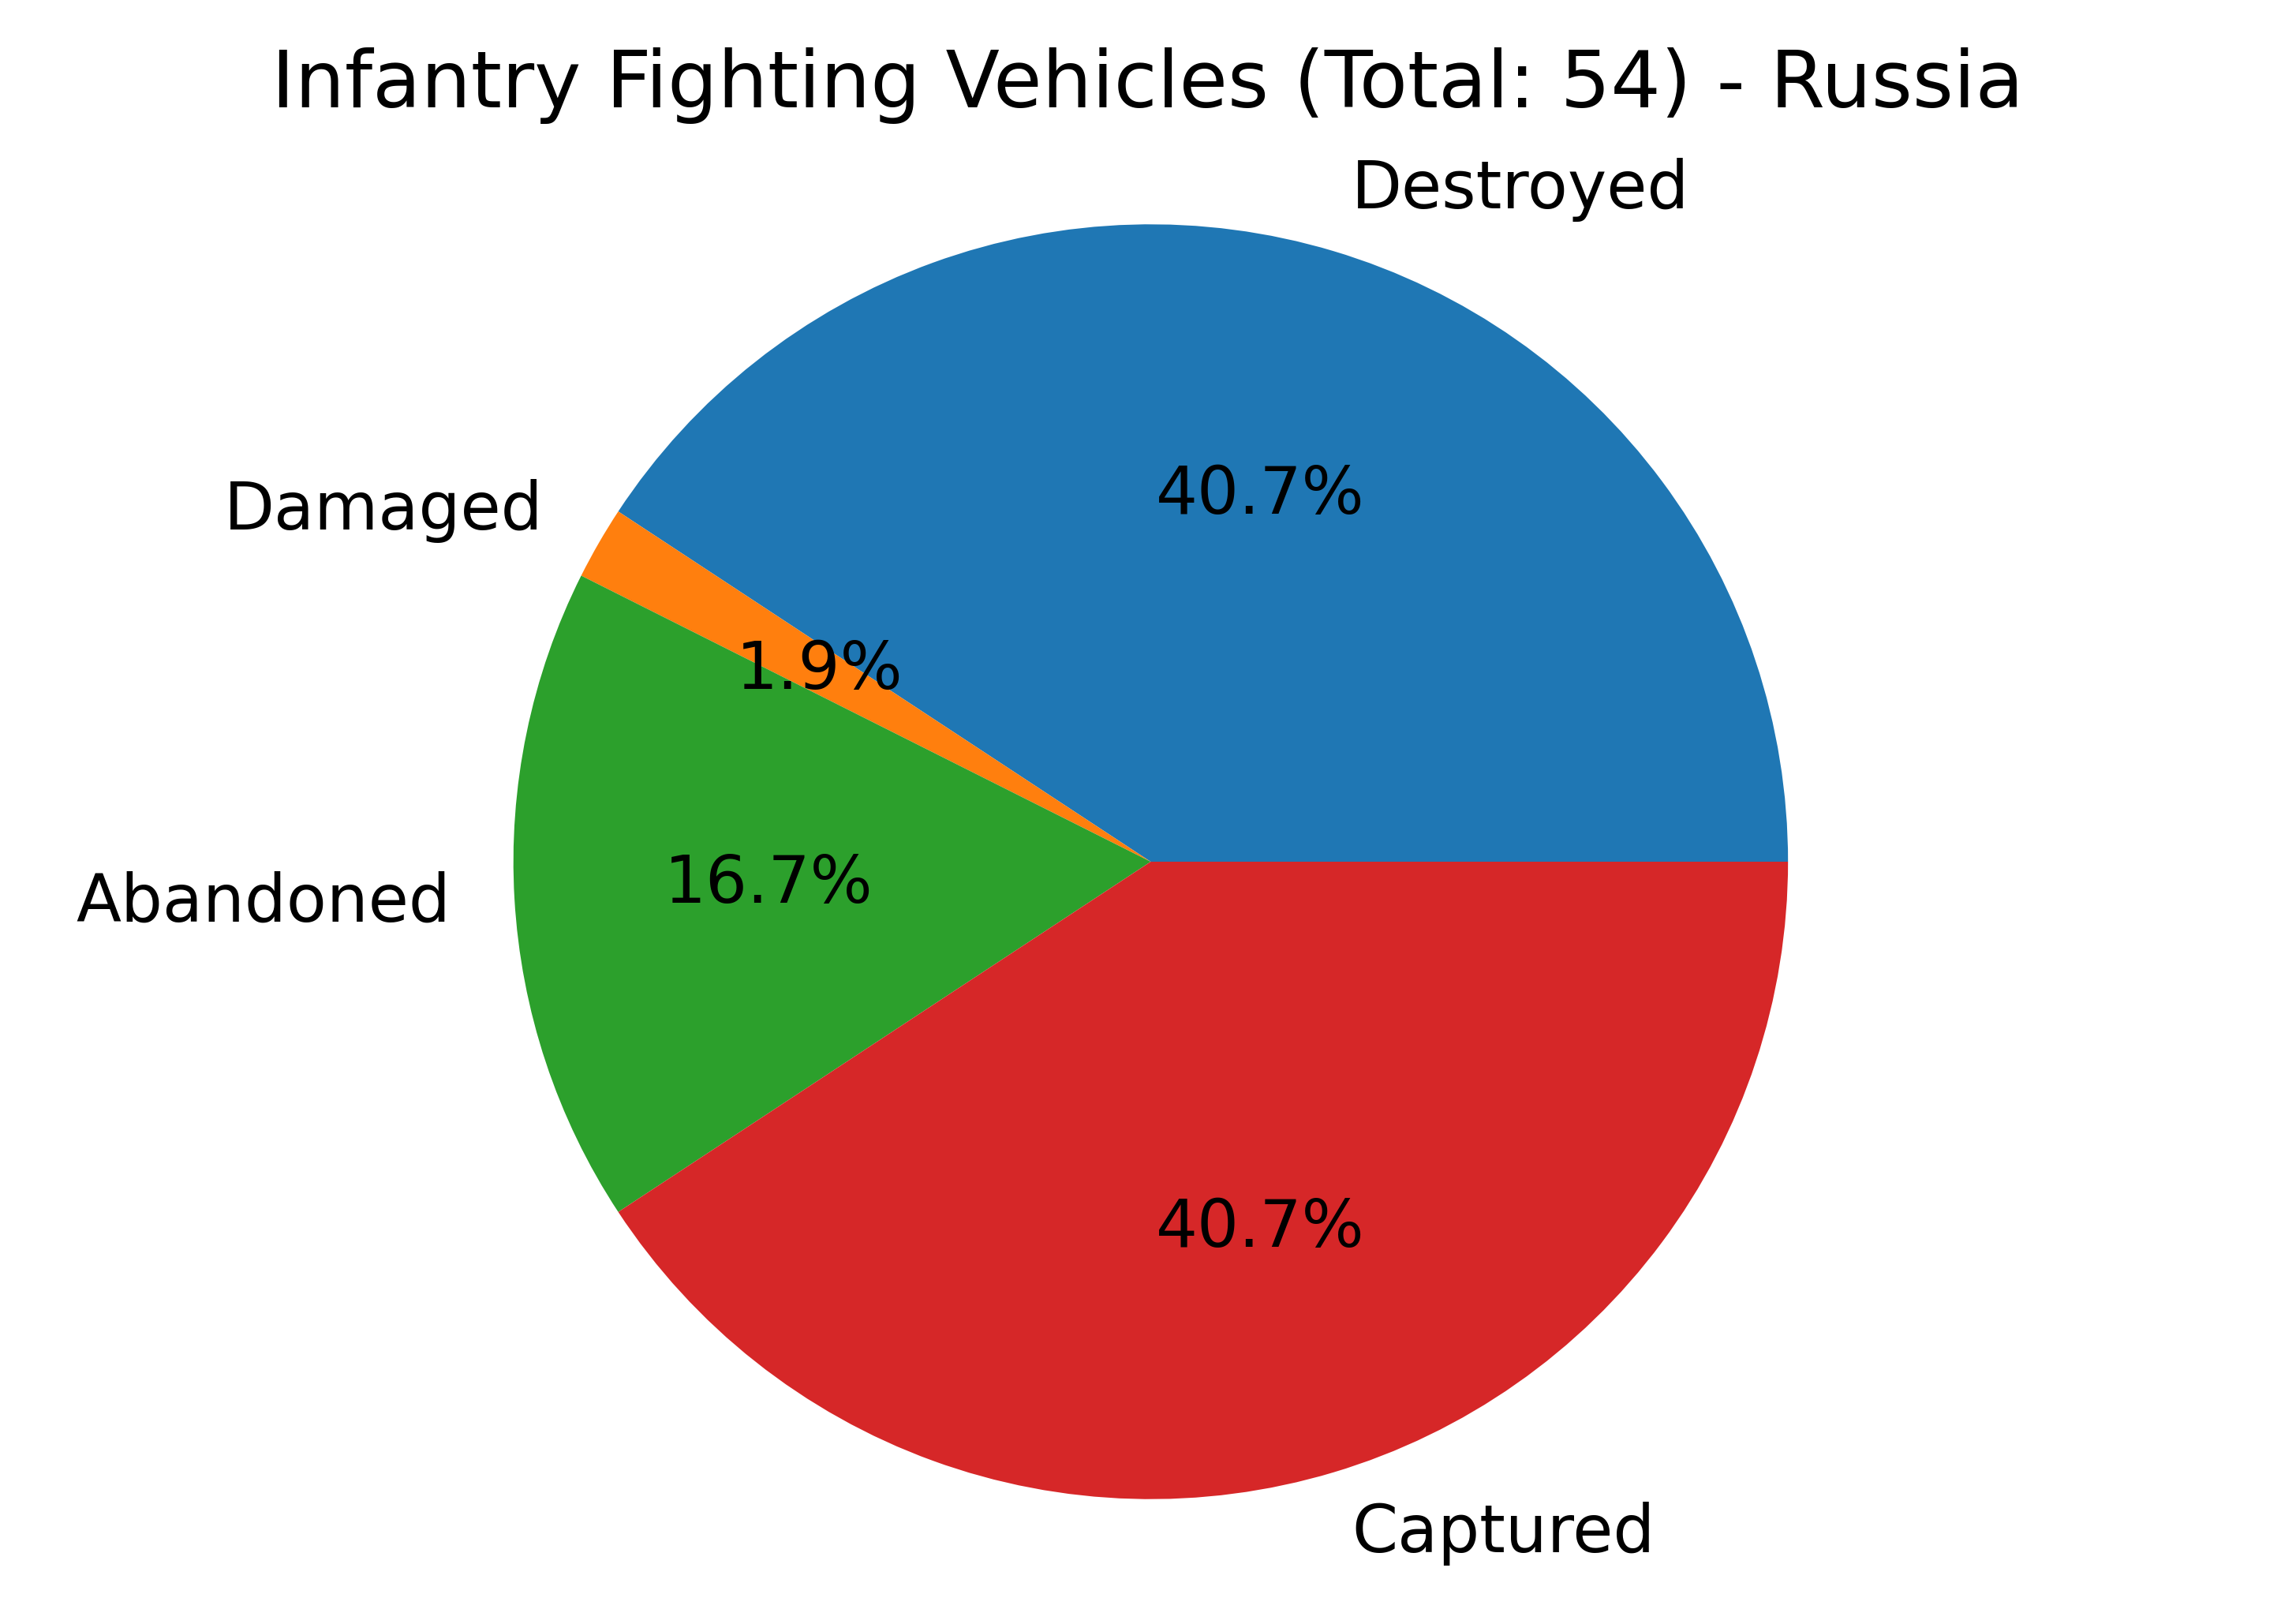 Infantry Fighting Vehicles (Total: 54) - Russia
Destroyed
40.7%
Damaged
1.9%
Abandoned
16.7%
40.7%
Captured